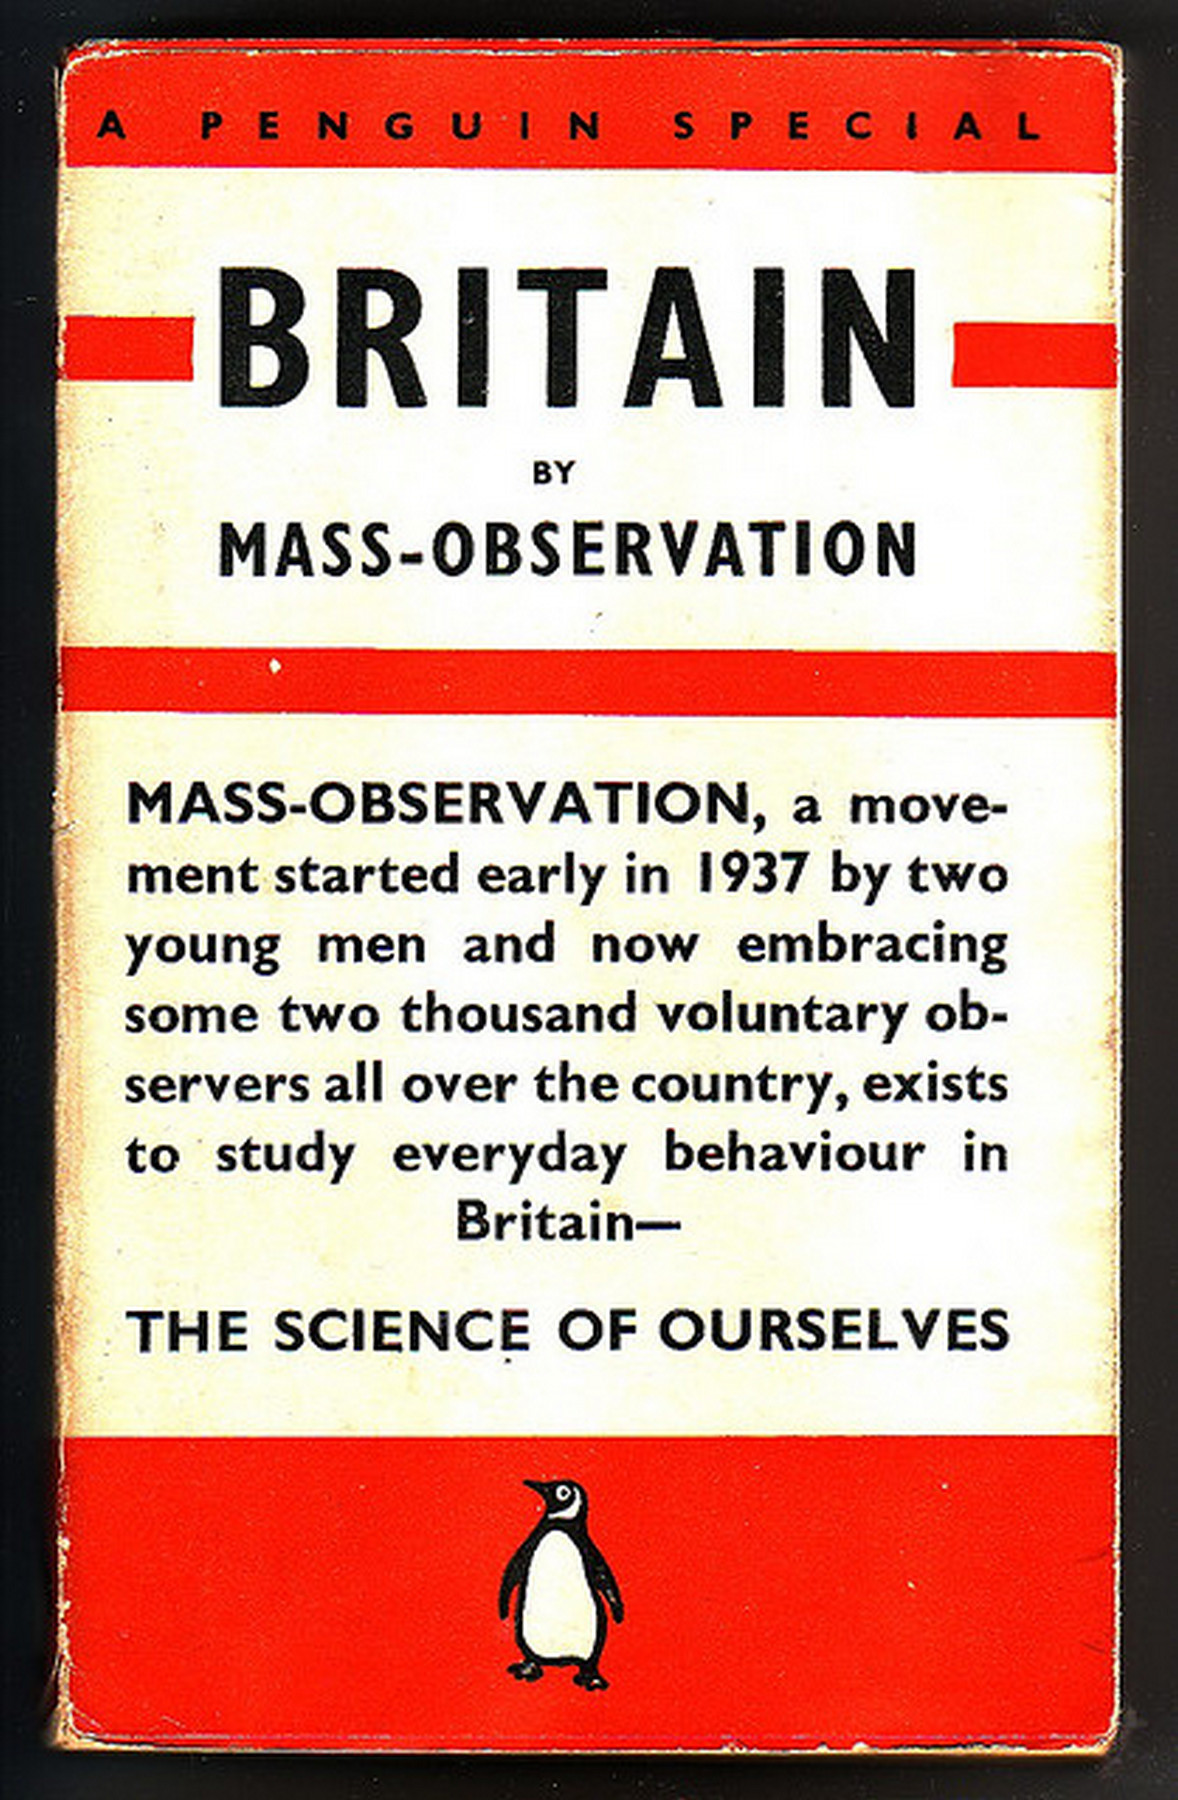 A PENGUIN SPECIAL
BRITAIN
BY
MASS-OBSERVATION
MASS-OBSERVATION, a move-
ment started early in 1937 by two
young men and now embracing
some two thousand voluntary ob-
servers all over the country, exists
to study everyday behaviour in
Britain—
THE SCIENCE OF OURSELVES